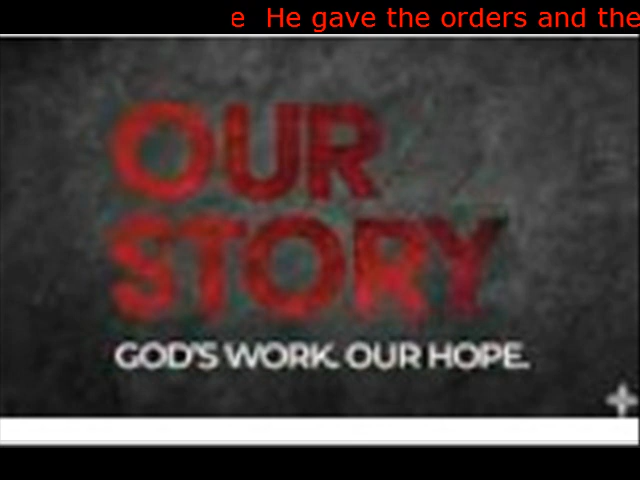 e He gave the orders and the
OUR
STORY
GOD'S WORK. OUR HOPE.